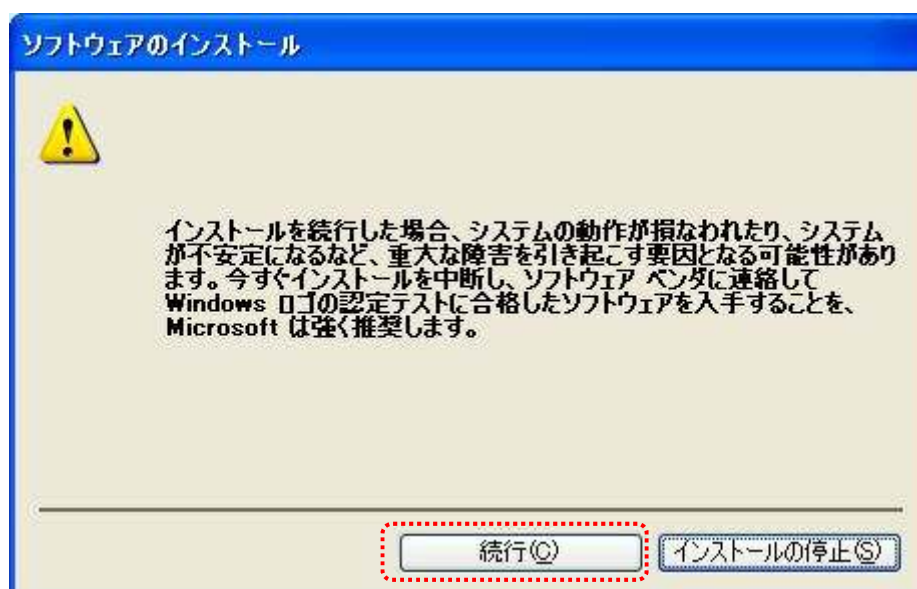 ソフトウェアのインストール
インストールを続行した場合、システムの動作が損なわれたり、システム
が不安定になるなど、重大な障害を引き起こす要因となる可能性があり
ます。今すぐインストールを中断し、ソフトウェア ベンダに連絡して
Windows ロゴの認定テストに合格したソフトウェアを入手することを、
Microsoft は強く推奨します。
続行(C)
インストールの停止(S)